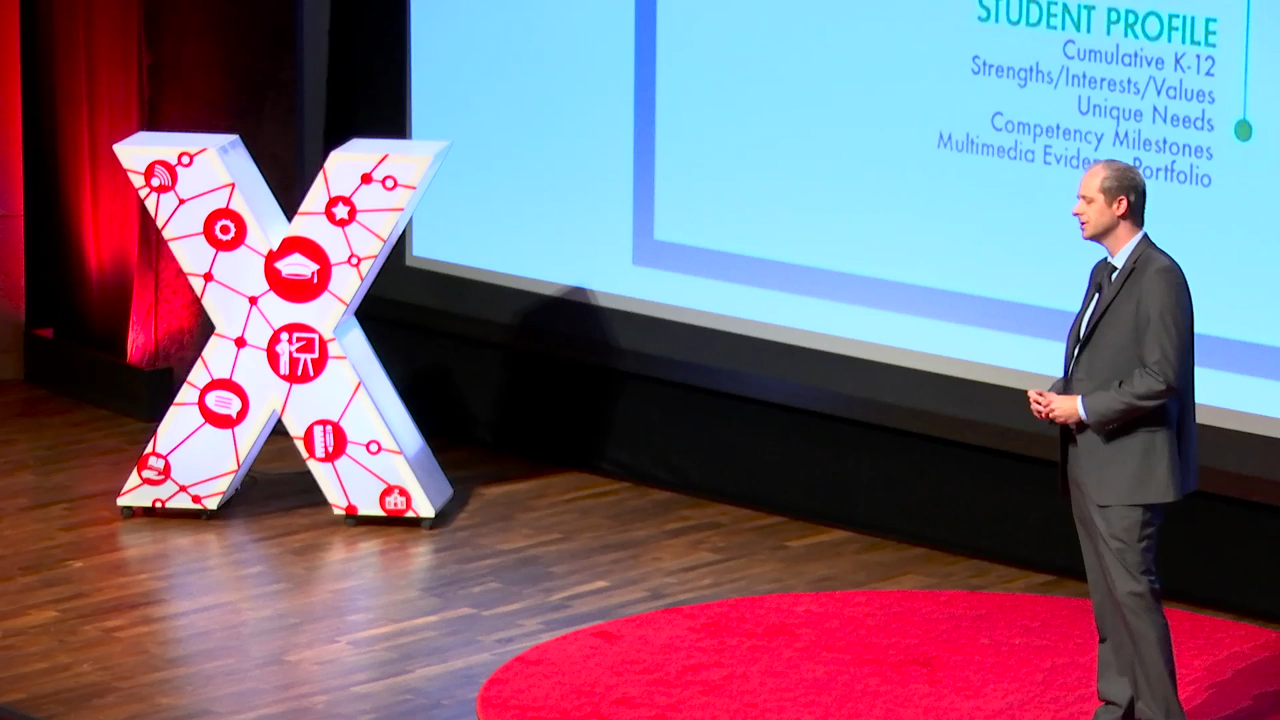 STUDENT PROFILE
Cumulative K-12
Strengths/Interests/Values
Unique Needs
Competency Milestones
Multimedia Portfolio
X